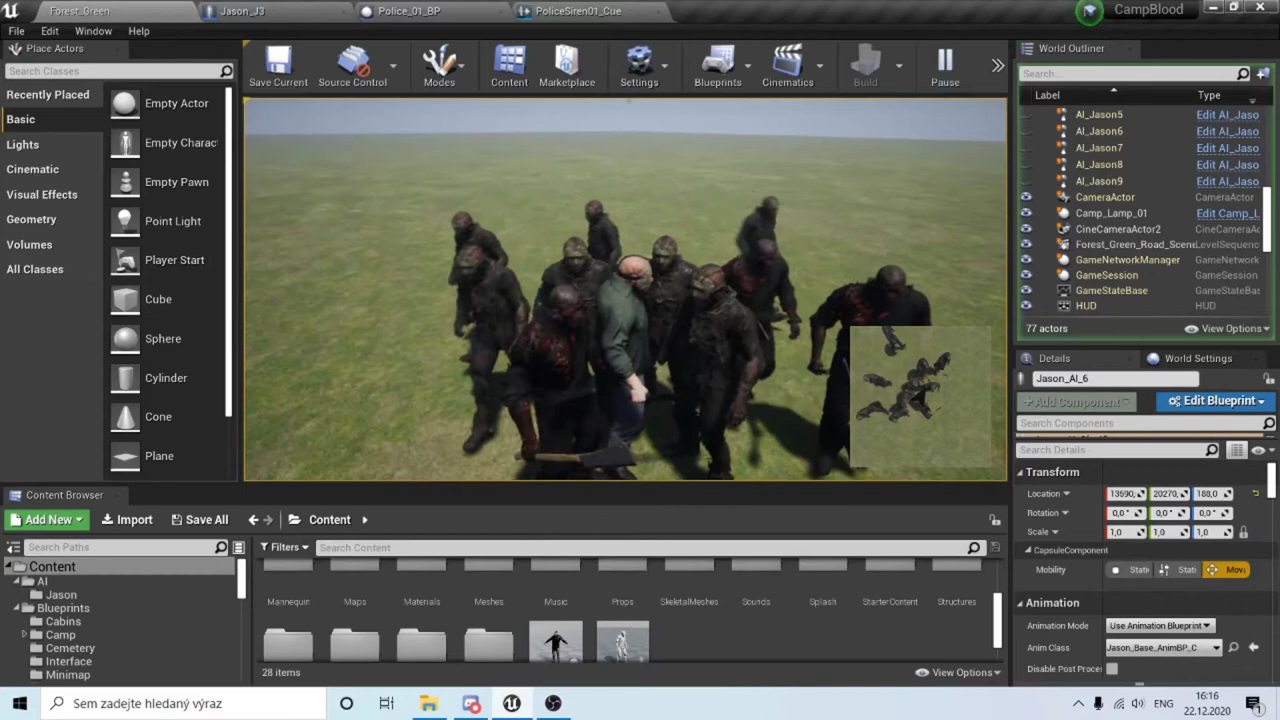 Forest_Green
Jason_J3
Police_01_BP
PoliceSiren01_Cue
CampBlood
File
Edit
Window
Help
Place Actors
Search Classes
Recently Placed
Basic
Lights
Cinematic
Visual Effects
Geometry
Volumes
All Classes
Empty Actor
Empty Charac
Empty Pawn
Point Light
Player Start
Cube
Sphere
Cylinder
Cone
Plane
Save Current
Source Control
Modes
Content
Marketplace
Settings
Blueprints
Cinematics
Build
Pause
World Outliner
Search...
Label
Type
AI_Jason5
Edit AI_Jaso
AI_Jason6
Edit AI_Jaso
AI_Jason7
Edit AI_Jaso
AI_Jason8
Edit AI_Jaso
AI_Jason9
Edit AI_Jaso
CameraActor
CameraActor
Camp_Lamp_01
Edit Camp_L
CineCameraActor2
CineCameraAc
Forest_Green_Road_Scene
LevelSequenc
GameNetworkManager
GameNetwork
GameSession
GameSession
GameStateBase
GameStateBas
HUD
HUD
77 actors
View Options
Details
World Settings
Jason_AI_6
Add Component
Edit Blueprint
Search Components
Search Details
Transform
Location
13590,
20270,
188,0
Rotation
0,0°
0,0°
0,0°
Scale
1,0
1,0
1,0
CapsuleComponent
Mobility
Stati
Stati
Mova
Animation
Animation Mode
Use Animation Blueprint
Anim Class
Jason_Base_AnimBP_C
Disable Post Proces
Content Browser
Add New
Import
Save All
Content
Search Paths
Filters
Search Content
Content
AI
Jason
Blueprints
Cabins
Camp
Cemetery
Interface
Minimap
Mannequin
Maps
Materials
Meshes
Music
Props
SkeletalMeshes
Sounds
Splash
StarterContent
Structures
28 items
View Options
Sem zadejte hledaný výraz
ENG
16:16
22.12.2020
1